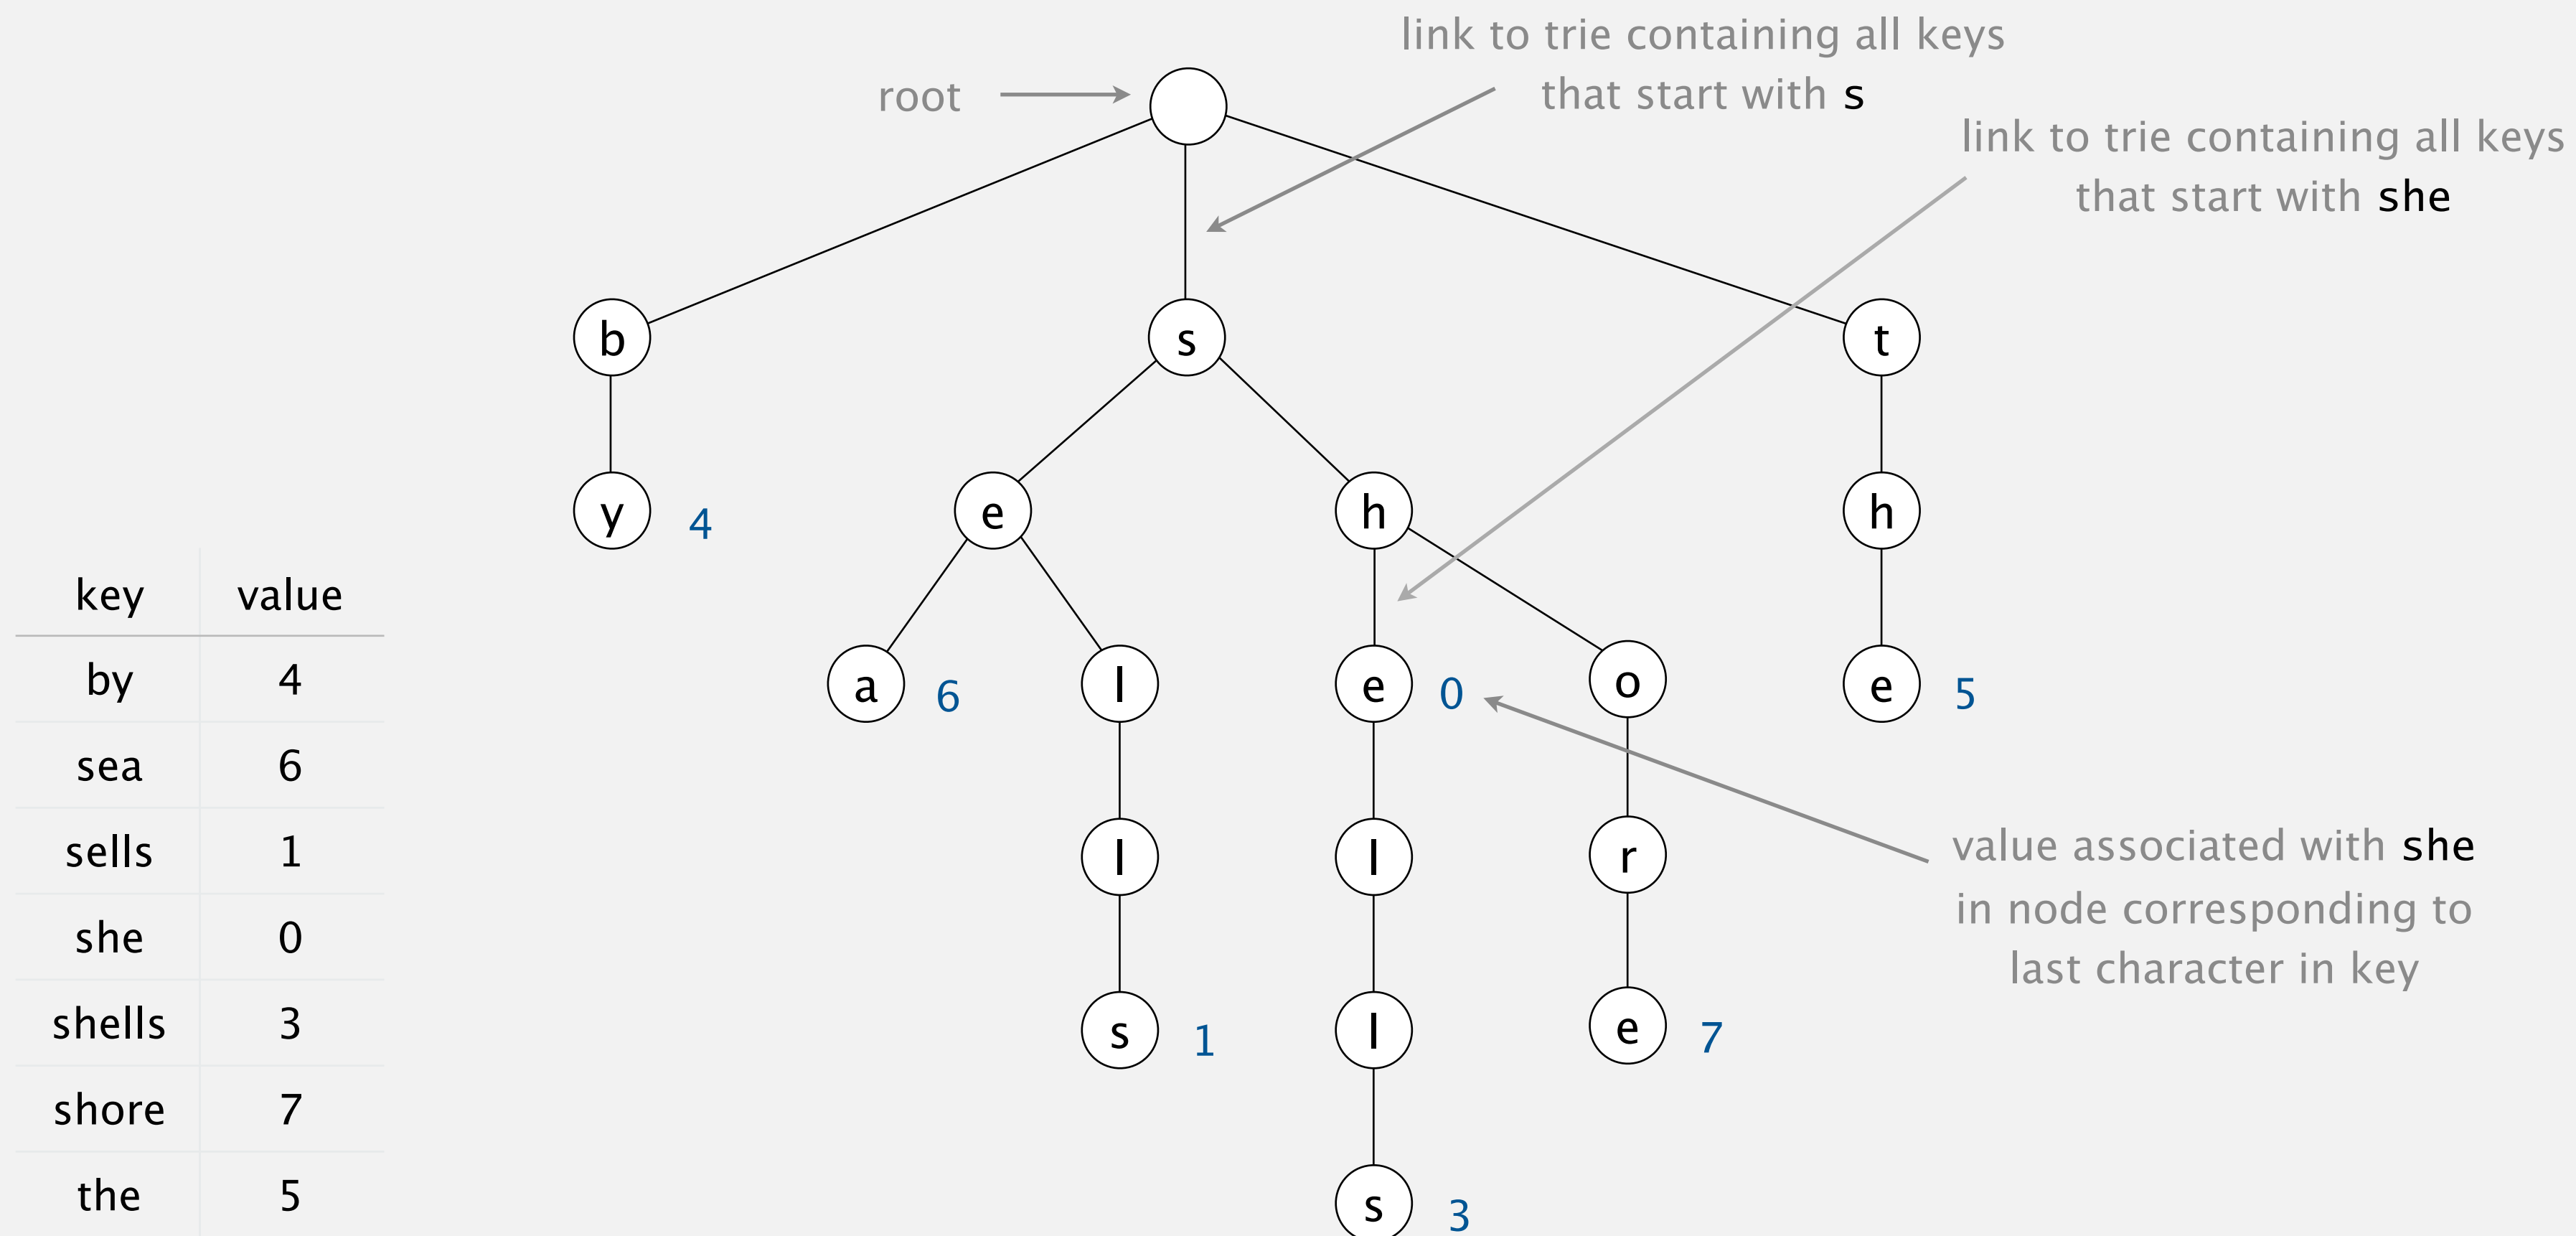 link to trie containing all keys
that start with s
root
link to trie containing all keys
that start with she
b
s
t
y 4
e
h
h
key value
by 4
sea 6
sells 1
she 0
shells 3
shore 7
the 5
a 6
l
e 0
o
e 5
l
l
r
value associated with she
in node corresponding to
last character in key
s 1
l
e 7
s 3